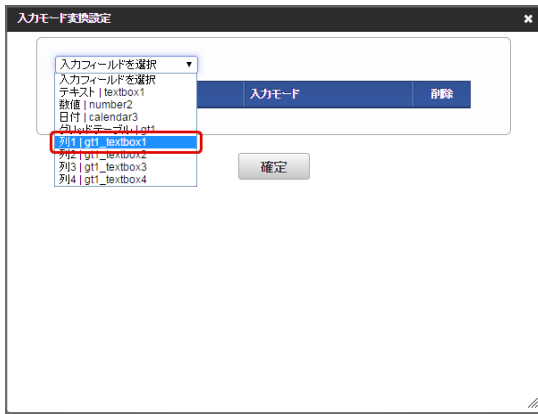 入力モード変換設定 ×
入力フィールドを選択 ▼
入力フィールドを選択
テキスト | textbox1
数値 | number2
日付 | calendar3
グリッドテーブル | gt1
列1 | gt1_textbox1
列2 | gt1_textbox2
列3 | gt1_textbox3
列4 | gt1_textbox4
入力モード 削除
確定